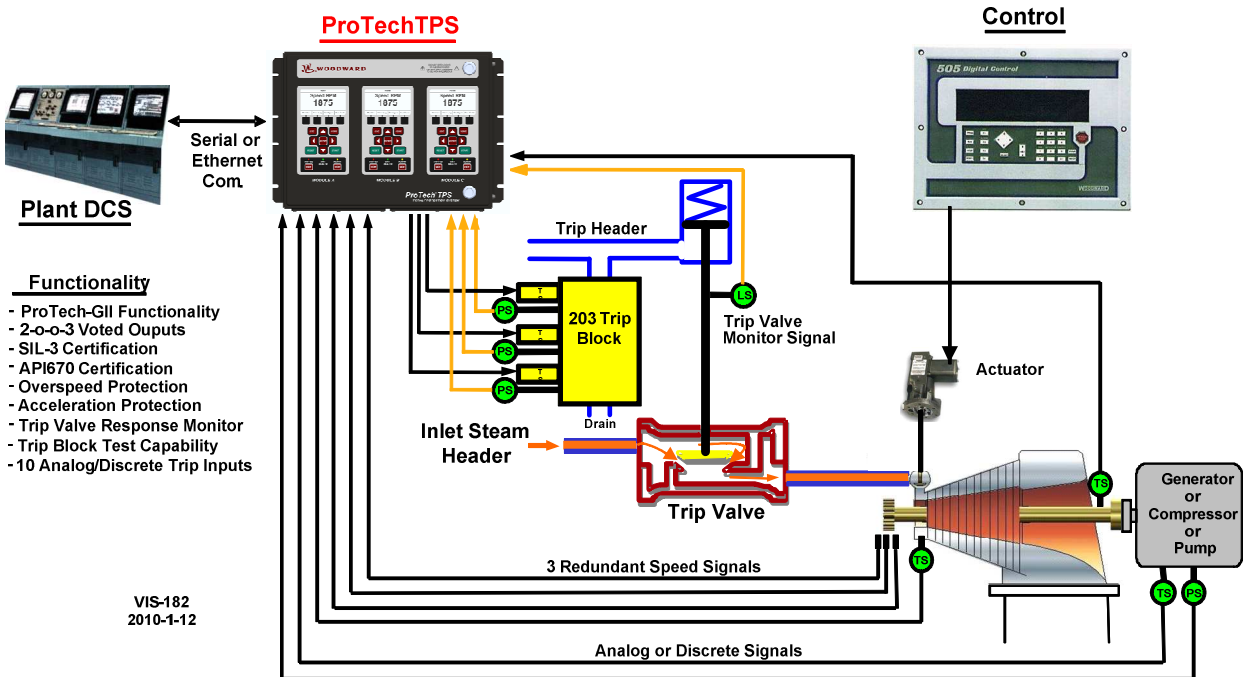 ProTechTPS
Control
WOODWARD
505 Digital Control
Speed RPM
1875
Speed RPM
1875
Speed RPM
1875
MODULE A
MODULE B
MODULE C
ProTech TPS
WOODWARD
Serial or
Ethernet
Com.
Plant DCS
Trip Header
Functionality
- ProTech-GII Functionality
- 2-o-o-3 Voted Ouputs
- SIL-3 Certification
- API670 Certification
- Overspeed Protection
- Acceleration Protection
- Trip Valve Response Monitor
- Trip Block Test Capability
- 10 Analog/Discrete Trip Inputs
PS
PS
PS
203 Trip
Block
Drain
LS
Trip Valve
Monitor Signal
Actuator
Inlet Steam
Header
Trip Valve
TS
TS
Generator
or
Compressor
or
Pump
TS
PS
3 Redundant Speed Signals
VIS-182
2010-1-12
Analog or Discrete Signals